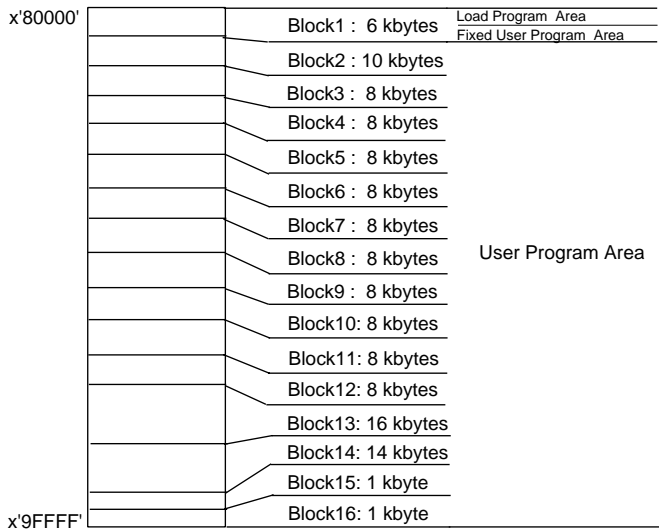 x'80000'
Block1 : 6 kbytes
Load Program Area
Fixed User Program Area
Block2 : 10 kbytes
Block3 : 8 kbytes
Block4 : 8 kbytes
Block5 : 8 kbytes
Block6 : 8 kbytes
Block7 : 8 kbytes
Block8 : 8 kbytes
User Program Area
Block9 : 8 kbytes
Block10: 8 kbytes
Block11: 8 kbytes
Block12: 8 kbytes
Block13: 16 kbytes
Block14: 14 kbytes
Block15: 1 kbyte
Block16: 1 kbyte
x'9FFFF'